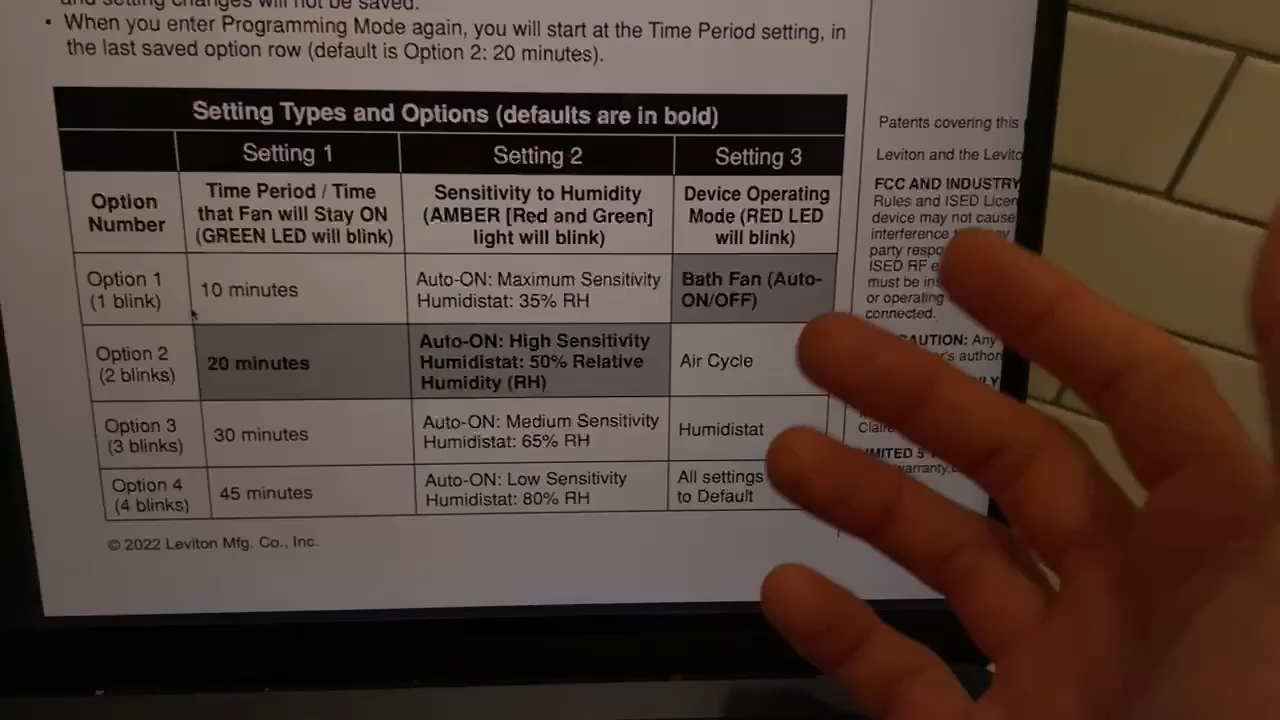 and setting changes will not be saved.
• When you enter Programming Mode again, you will start at the Time Period setting, in
the last saved option row (default is Option 2: 20 minutes).
Setting Types and Options (defaults are in bold)
Setting 1
Setting 2
Setting 3
Option
Number
Time Period / Time
that Fan will Stay ON
(GREEN LED will blink)
Sensitivity to Humidity
(AMBER [Red and Green]
light will blink)
Device Operating
Mode (RED LED
will blink)
Option 1
(1 blink)
10 minutes
Auto-ON: Maximum Sensitivity
Humidistat: 35% RH
Bath Fan (Auto-
ON/OFF)
Option 2
(2 blinks)
20 minutes
Auto-ON: High Sensitivity
Humidistat: 50% Relative
Humidity (RH)
Air Cycle
Option 3
(3 blinks)
30 minutes
Auto-ON: Medium Sensitivity
Humidistat: 65% RH
Humidistat
Option 4
(4 blinks)
45 minutes
Auto-ON: Low Sensitivity
Humidistat: 80% RH
All settings
to Default
© 2022 Leviton Mfg. Co., Inc.
Patents covering this
Leviton and the
FCC AND INDUSTRY
Rules and ISED
device may not cause
interference
party
ISED RF
must be
or operating
connected.
Any